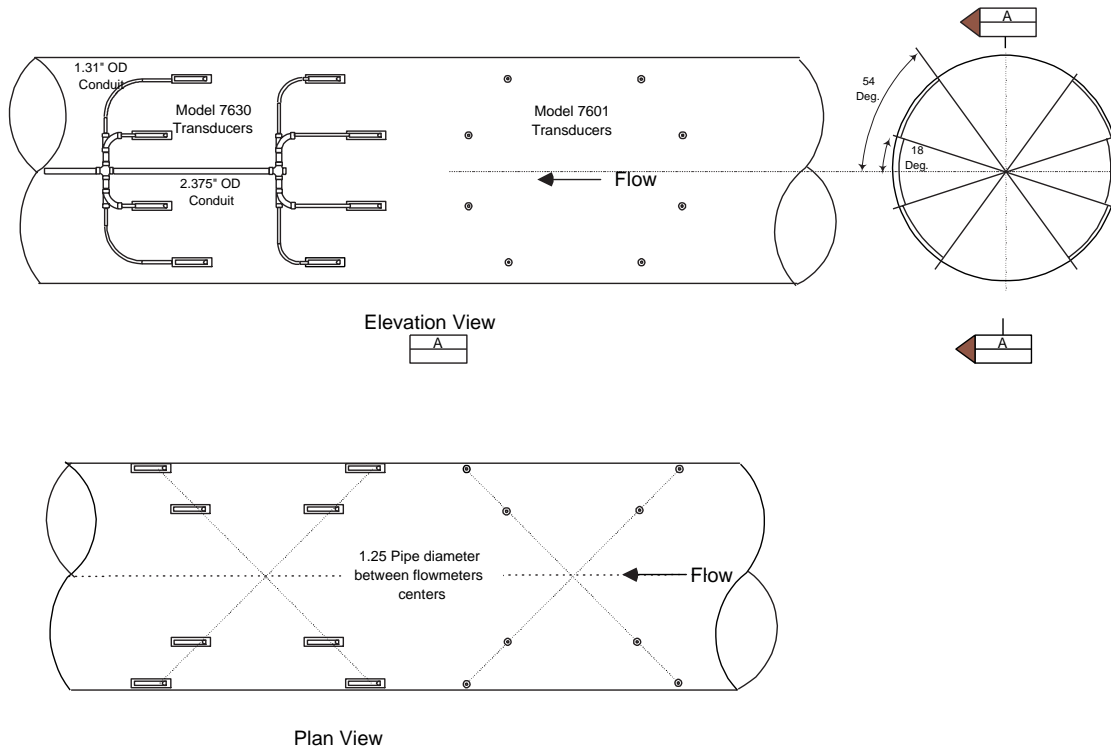 A
1.31" OD
Conduit
54
Deg.
Model 7630
Transducers
Model 7601
Transducers
18
Deg.
2.375" OD
Conduit
Flow
Elevation View
A
A
1.25 Pipe diameter
between flowmeters
centers
Flow
Plan View